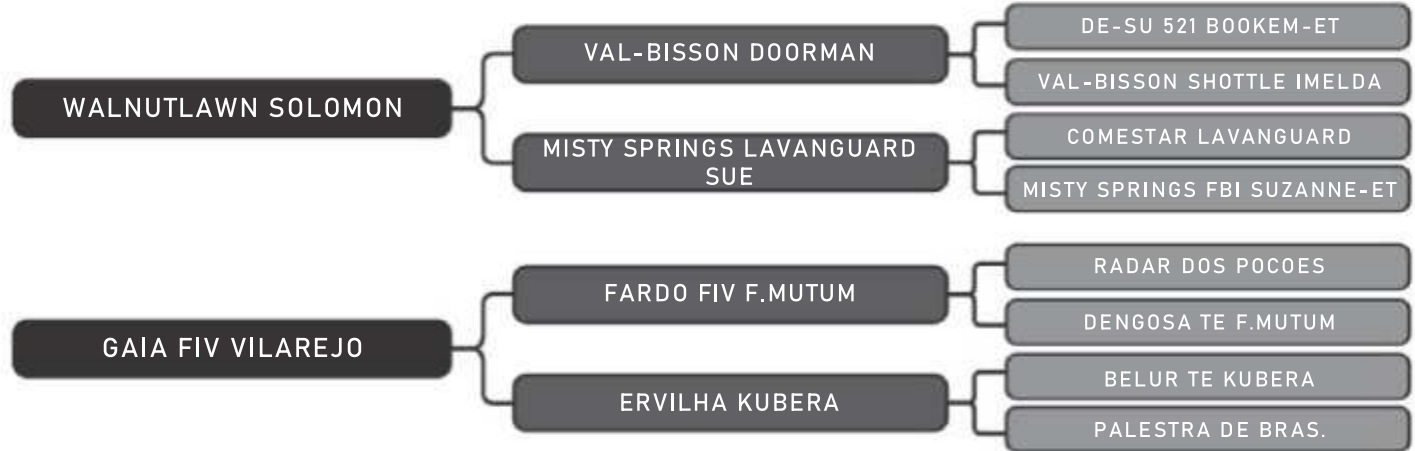 WALNUTLAWN SOLOMON
VAL-BISSON DOORMAN
DE-SU 521 BOOKEM-ET
VAL-BISSON SHOTTLE IMELDA
MISTY SPRINGS LAVANGUARD
SUE
COMESTAR LAVANGUARD
MISTY SPRINGS FBI SUZANNE-ET
GAIA FIV VILAREJO
FARDO FIV F.MUTUM
RADAR DOS POCOES
DENGOSA TE F.MUTUM
ERVILHA KUBERA
BELUR TE KUBERA
PALESTRA DE BRAS.